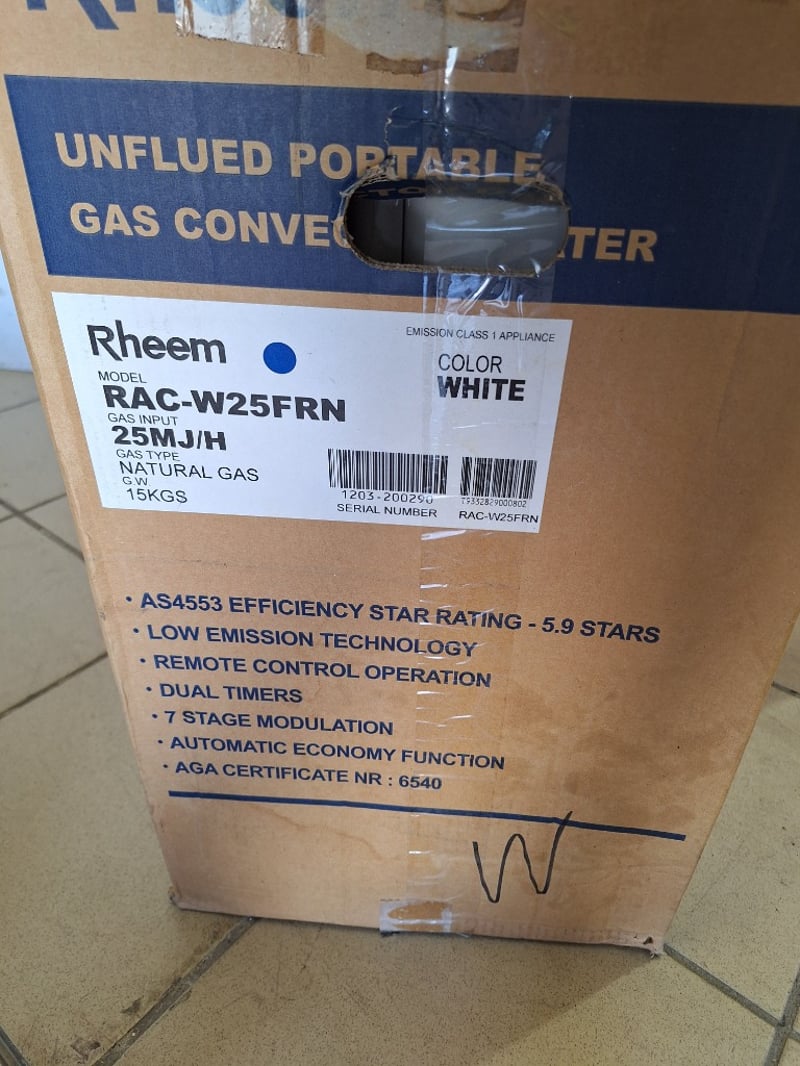 UNFLUED PORTABLE
GAS CONVEC TER
Rheem
EMISSION CLASS 1 APPLIANCE
MODEL
RAC-W25FRN
COLOR
WHITE
GAS INPUT
25MJ/H
GAS TYPE
NATURAL GAS
G.W
15KGS
1203-200290
SERIAL NUMBER
T9332829000802
RAC-W25FRN
• AS4553 EFFICIENCY STAR RATING - 5.9 STARS
• LOW EMISSION TECHNOLOGY
• REMOTE CONTROL OPERATION
• DUAL TIMERS
• 7 STAGE MODULATION
• AUTOMATIC ECONOMY FUNCTION
• AGA CERTIFICATE NR : 6540
W